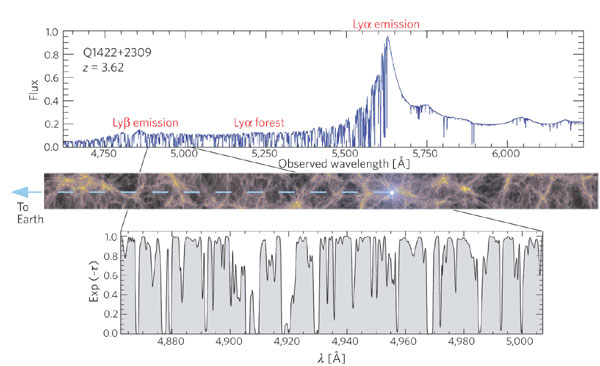 Lyα emission
1.0
0.8
0.6
0.4
0.2
0.0
Flux
Q1422+2309
z = 3.62
Lyβ emission
Lyα forest
4,750
5,000
5,250
5,500
5,750
6,000
Observed wavelength [Å]
To
Earth
1.0
0.8
0.6
0.4
0.2
0.0
Exp (-τ)
4,880
4,900
4,920
4,940
4,960
4,980
5,000
λ [Å]